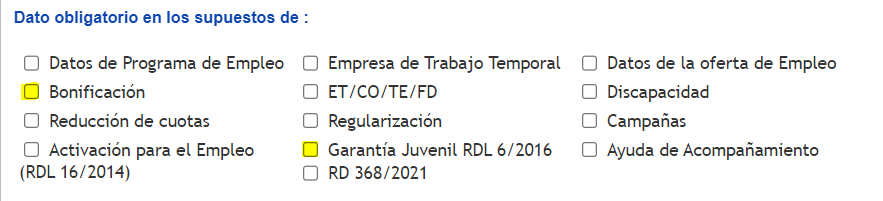 Dato obligatorio en los supuestos de :
Datos de Programa de Empleo Empresa de Trabajo Temporal Datos de la oferta de Empleo
Bonificación ET/CO/TE/FD Discapacidad
Reducción de cuotas Regularización Campañas
Activación para el Empleo Garantía Juvenil RDL 6/2016 Ayuda de Acompañamiento
(RDL 16/2014) RD 368/2021